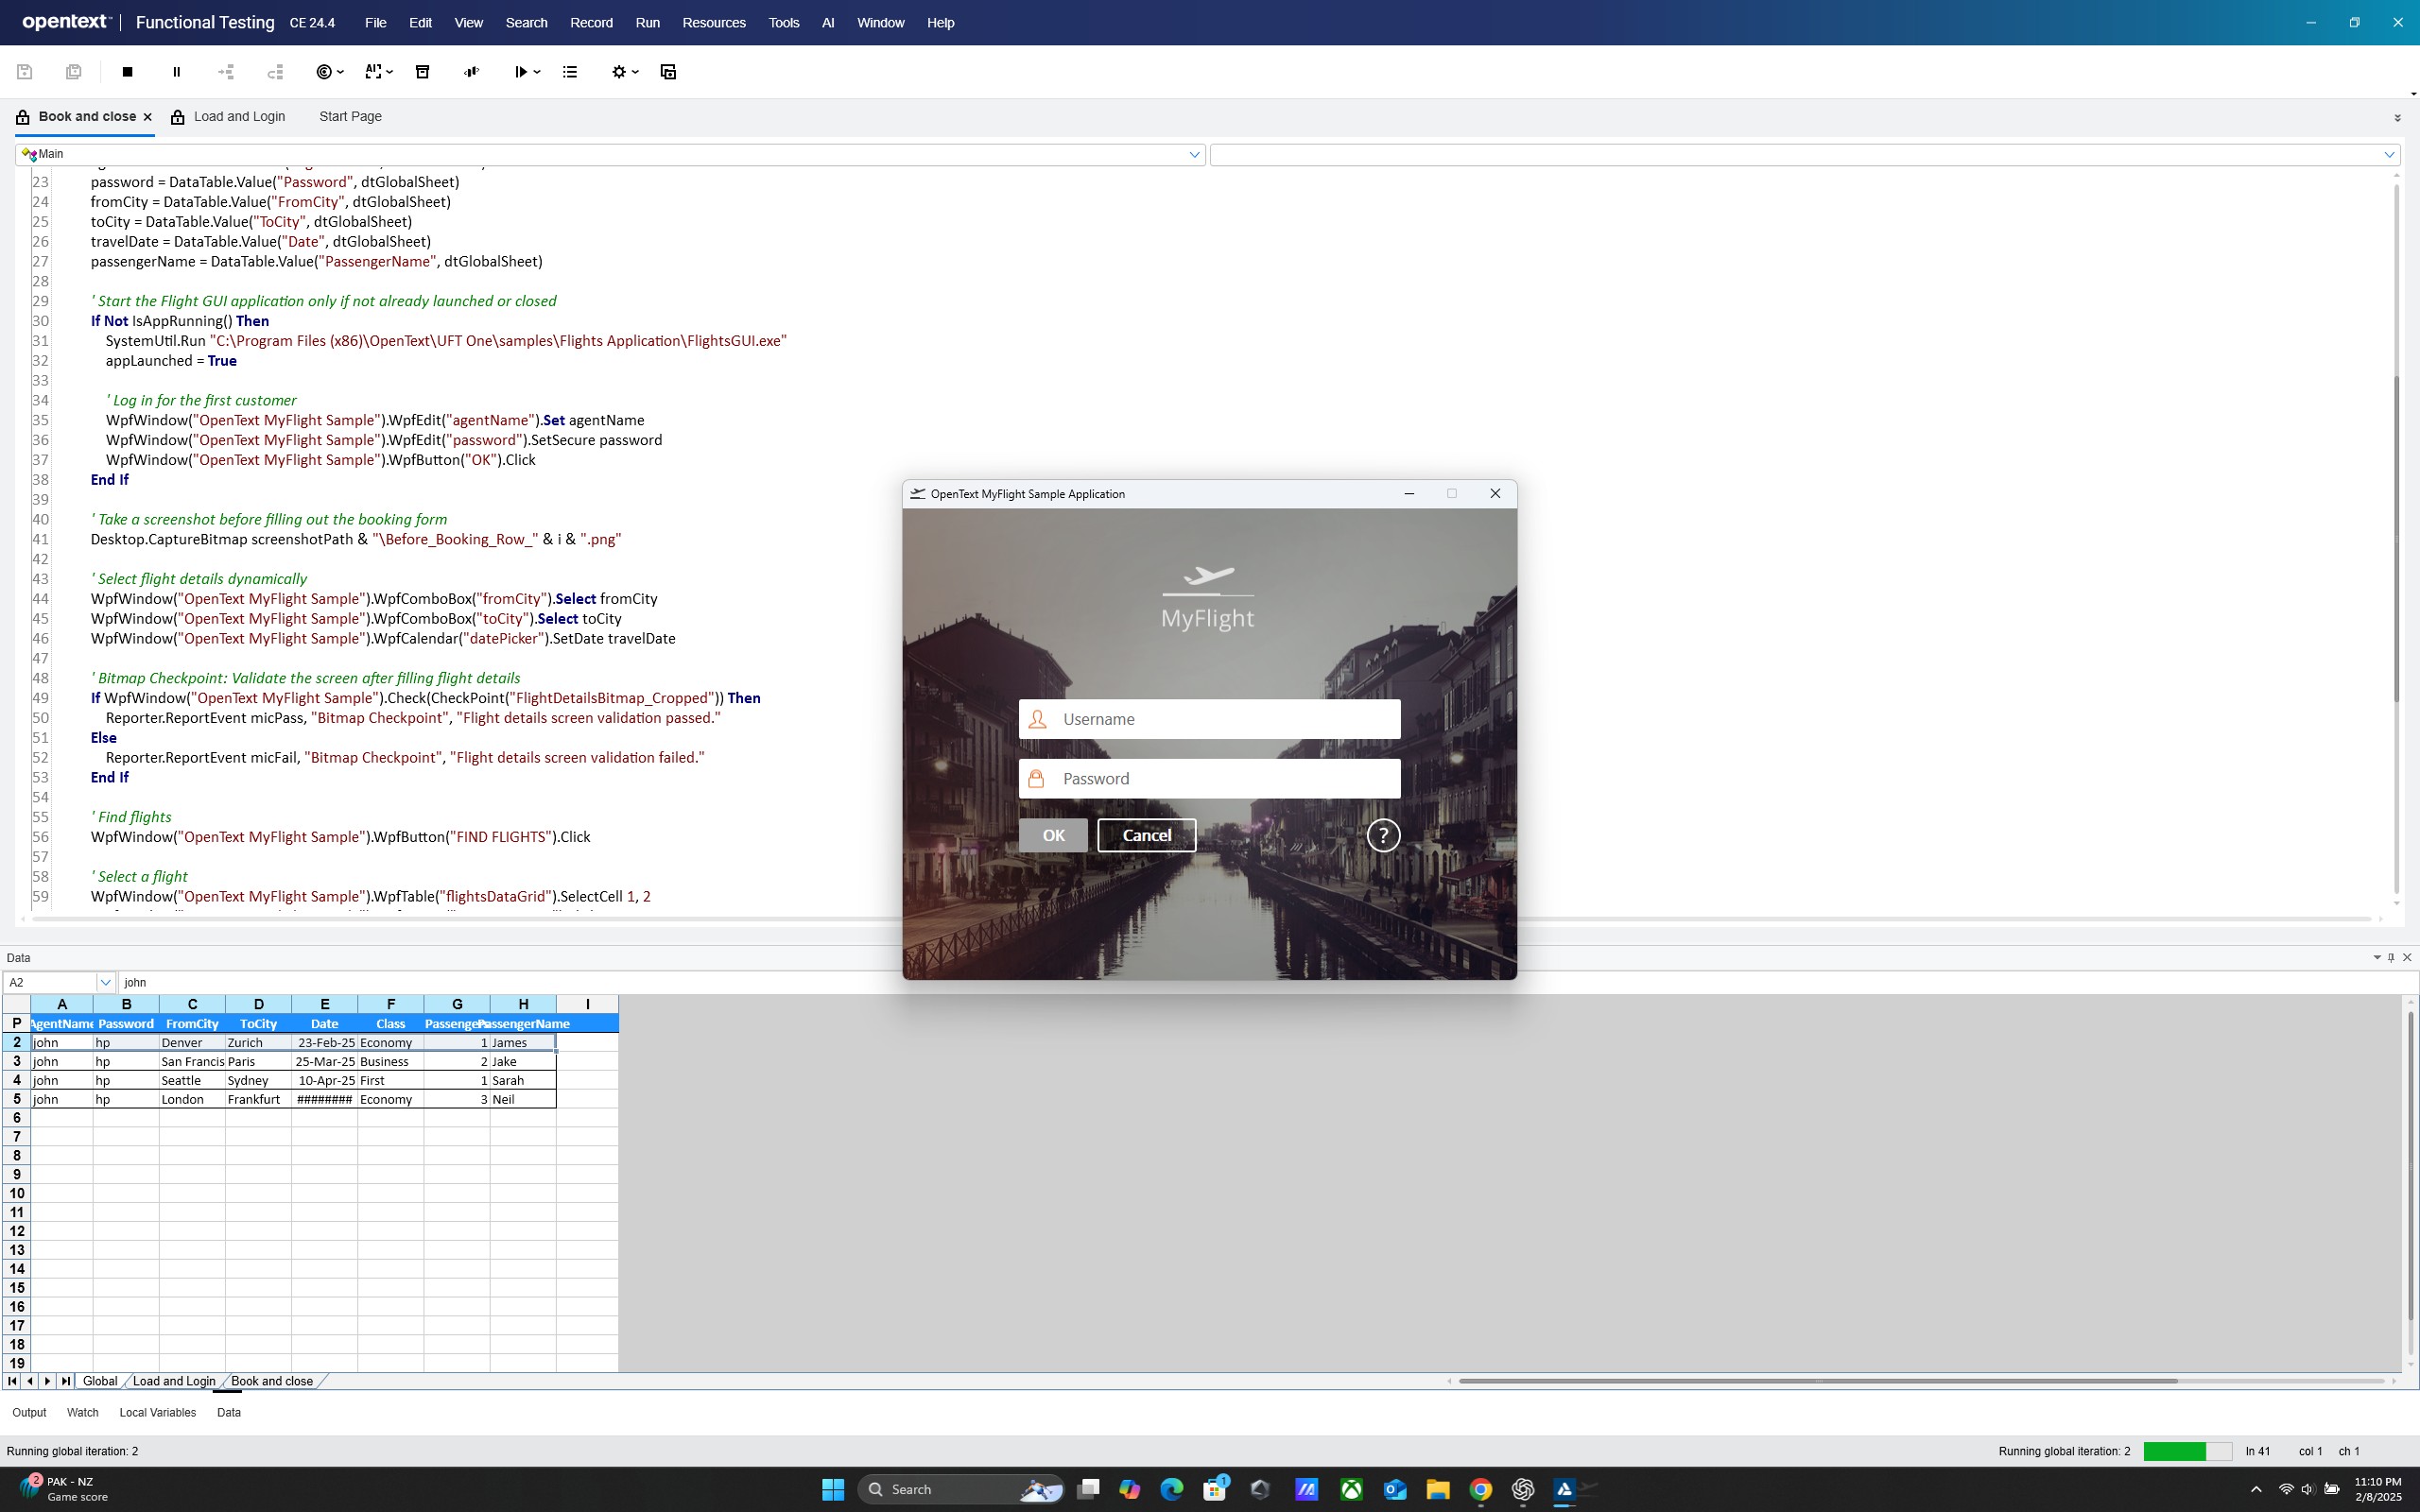 opentext™ | Functional Testing CE 24.4 File Edit View Search Record Run Resources Tools AI Window Help
Book and close Load and Login Start Page
Main
23 password = DataTable.Value("Password", dtGlobalSheet)
24 fromCity = DataTable.Value("FromCity", dtGlobalSheet)
25 toCity = DataTable.Value("ToCity", dtGlobalSheet)
26 travelDate = DataTable.Value("Date", dtGlobalSheet)
27 passengerName = DataTable.Value("PassengerName", dtGlobalSheet)
28
29 ' Start the Flight GUI application only if not already launched or closed
30 If Not IsAppRunning() Then
31 SystemUtil.Run "C:\Program Files (x86)\OpenText\UFT One\samples\Flights Application\FlightsGUI.exe"
32 appLaunched = True
33
34 ' Log in for the first customer
35 WpfWindow("OpenText MyFlight Sample").WpfEdit("agentName").Set agentName
36 WpfWindow("OpenText MyFlight Sample").WpfEdit("password").SetSecure password
37 WpfWindow("OpenText MyFlight Sample").WpfButton("OK").Click
38 End If
39
40 ' Take a screenshot before filling out the booking form
41 Desktop.CaptureBitmap screenshotPath & "\Before_Booking_Row_" & i & ".png"
42
43 ' Select flight details dynamically
44 WpfWindow("OpenText MyFlight Sample").WpfComboBox("fromCity").Select fromCity
45 WpfWindow("OpenText MyFlight Sample").WpfComboBox("toCity").Select toCity
46 WpfWindow("OpenText MyFlight Sample").WpfCalendar("datePicker").SetDate travelDate
47
48 ' Bitmap Checkpoint: Validate the screen after filling flight details
49 If WpfWindow("OpenText MyFlight Sample").Check(CheckPoint("FlightDetailsBitmap_Cropped")) Then
50 Reporter.ReportEvent micPass, "Bitmap Checkpoint", "Flight details screen validation passed."
51 Else
52 Reporter.ReportEvent micFail, "Bitmap Checkpoint", "Flight details screen validation failed."
53 End If
54
55 ' Find flights
56 WpfWindow("OpenText MyFlight Sample").WpfButton("FIND FLIGHTS").Click
57
58 ' Select a flight
59 WpfWindow("OpenText MyFlight Sample").WpfTable("flightsDataGrid").SelectCell 1, 2
OpenText MyFlight Sample Application
MyFlight
Username
Password
OK Cancel ?
Data
A2 john
A B C D E F G H I
P AgentName Password FromCity ToCity Date Class Passengers PassengerName
2 john hp Denver Zurich 23-Feb-25 Economy 1 James
3 john hp San Francis Paris 25-Mar-25 Business 2 Jake
4 john hp Seattle Sydney 10-Apr-25 First 1 Sarah
5 john hp London Frankfurt ######## Economy 3 Neil
6
7
8
9
10
11
12
13
14
15
16
17
18
19
Global Load and Login Book and close
Output Watch Local Variables Data
Running global iteration: 2 Running global iteration: 2 ln 41 col 1 ch 1
2 PAK - NZ
Game score
Search
1
11:10 PM
2/8/2025